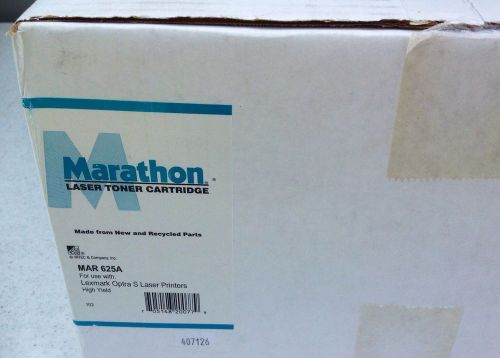 M
Marathon®
LASER TONER CARTRIDGE
Made from New and Recycled Parts
MAR 625A
For use with:
Lexmark Optra S Laser Printers
High Yield
407126